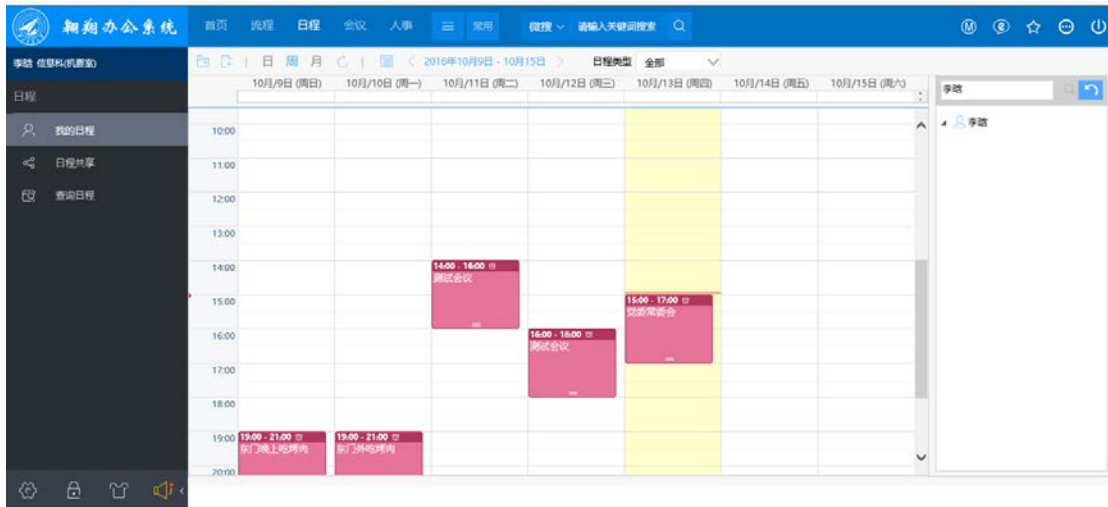 翱翔办公系统 首页 流程 日程 会议 人事 常用 微搜 请输入关键词搜索
李晗 信息科(机要室) 日 周 月 2016年10月9日 - 10月15日 日程类型 全部
10月/9日 (周日) 10月/10日 (周一) 10月/11日 (周二) 10月/12日 (周三) 10月/13日 (周四) 10月/14日 (周五) 10月/15日 (周六)
李晗
日程
我的日程
日程共享
查询日程
李晗
10:00
11:00
12:00
13:00
14:00 14:00 - 16:00
测试会议
15:00 15:00 - 17:00
党委常委会
16:00 16:00 - 18:00
测试会议
17:00
18:00
19:00 19:00 - 21:00 19:00 - 21:00
东门晚上吃烤肉 东门外吃烤肉
20:00